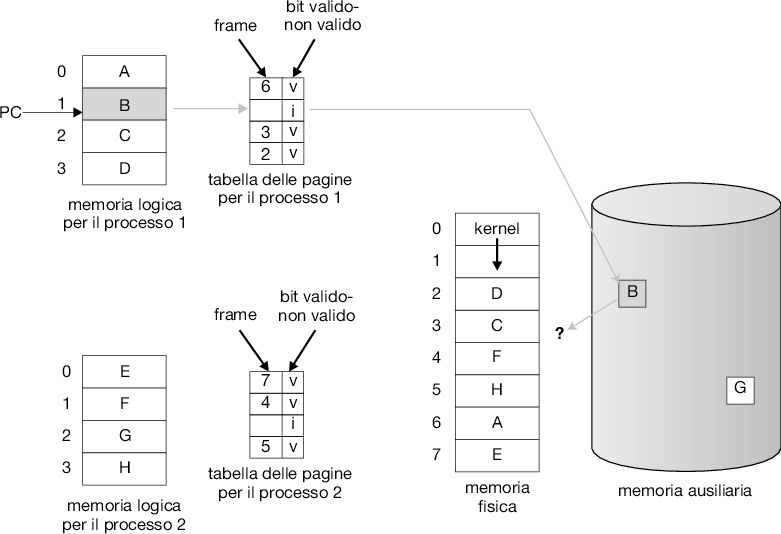 bit valido-
non valido
frame
0 A
1 B
2 C
3 D
PC
6 v
i
3 v
2 v
memoria logica
per il processo 1
tabella delle pagine
per il processo 1
0 kernel
1
2 D
3 C
4 F
5 H
6 A
7 E
memoria
fisica
B
?
G
memoria ausiliaria
bit valido-
non valido
frame
0 E
1 F
2 G
3 H
7 v
4 v
i
5 v
memoria logica
per il processo 2
tabella delle pagine
per il processo 2